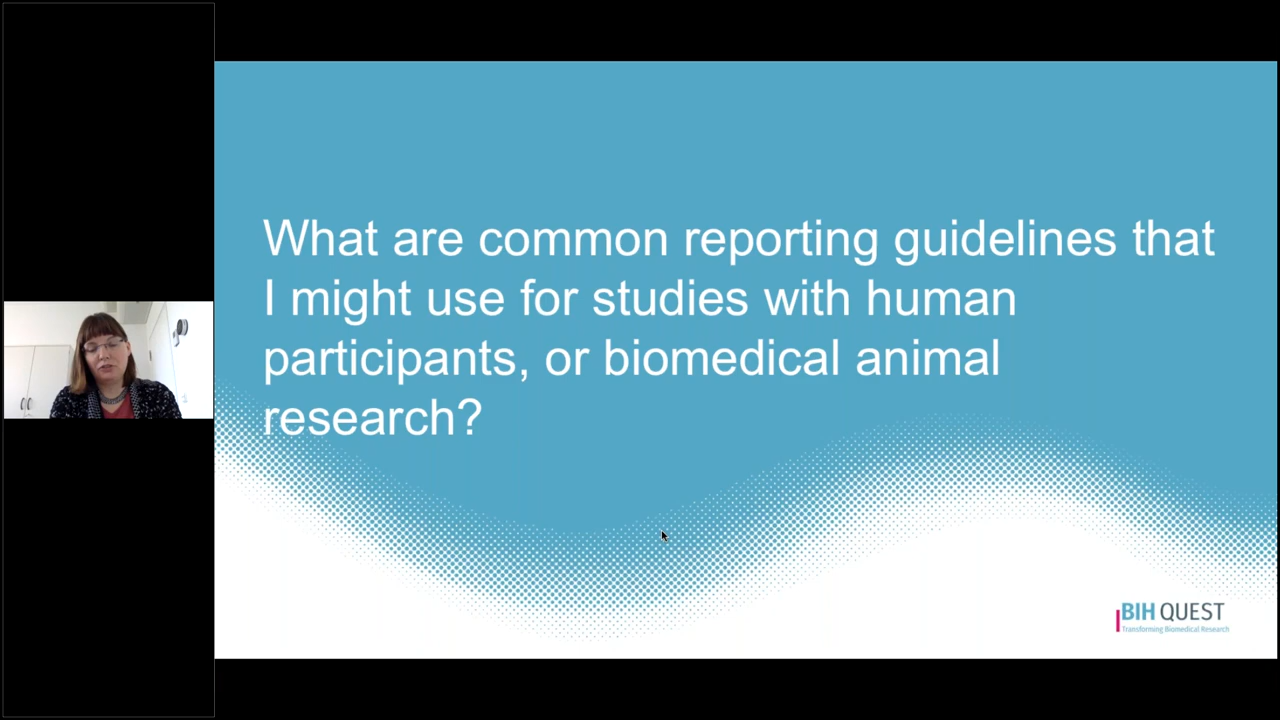 What are common reporting guidelines that
I might use for studies with human
participants, or biomedical animal
research?
BIH QUEST
Transforming Biomedical Research